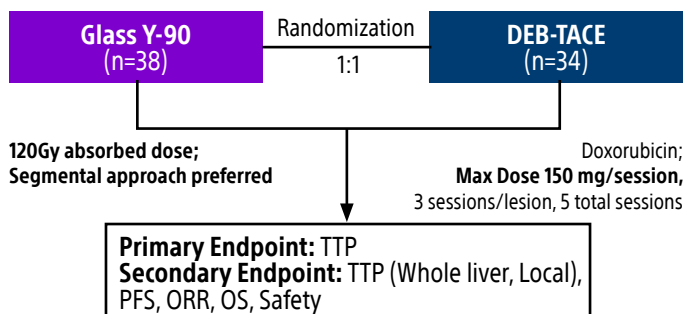 Glass Y-90
(n=38)
Randomization
1:1
DEB-TACE
(n=34)
120Gy absorbed dose;
Segmental approach preferred
Doxorubicin;
Max Dose 150 mg/session,
3 sessions/lesion, 5 total sessions
Primary Endpoint: TTP
Secondary Endpoint: TTP (Whole liver, Local),
PFS, ORR, OS, Safety